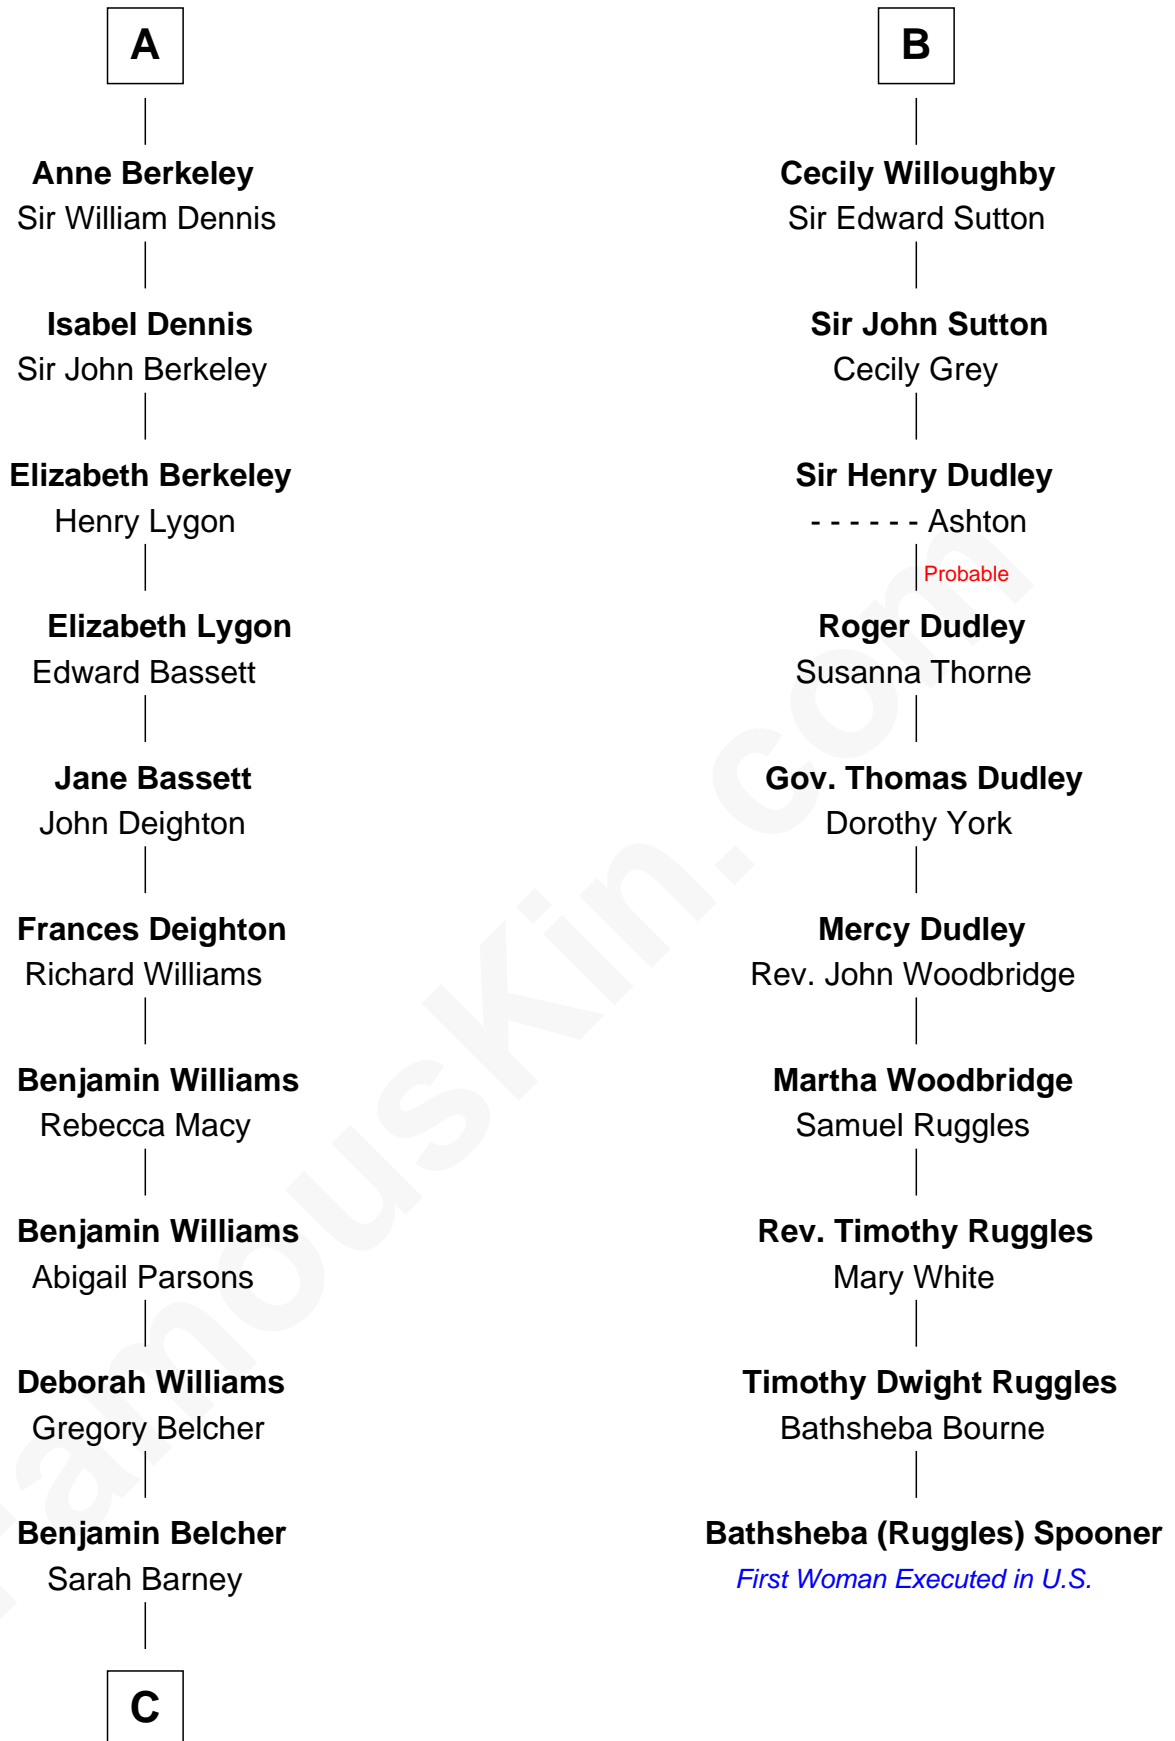 A
Anne Berkeley
Sir William Dennis
Isabel Dennis
Sir John Berkeley
Elizabeth Berkeley
Henry Lygon
Elizabeth Lygon
Edward Bassett
Jane Bassett
John Deighton
Frances Deighton
Richard Williams
Benjamin Williams
Rebecca Macy
Benjamin Williams
Abigail Parsons
Deborah Williams
Gregory Belcher
Benjamin Belcher
Sarah Barney
C
B
Cecily Willoughby
Sir Edward Sutton
Sir John Sutton
Cecily Grey
Sir Henry Dudley
- - - - - - Ashton
Probable
Roger Dudley
Susanna Thorne
Gov. Thomas Dudley
Dorothy York
Mercy Dudley
Rev. John Woodbridge
Martha Woodbridge
Samuel Ruggles
Rev. Timothy Ruggles
Mary White
Timothy Dwight Ruggles
Bathsheba Bourne
Bathsheba (Ruggles) Spooner
First Woman Executed in U.S.
FamousKin.com